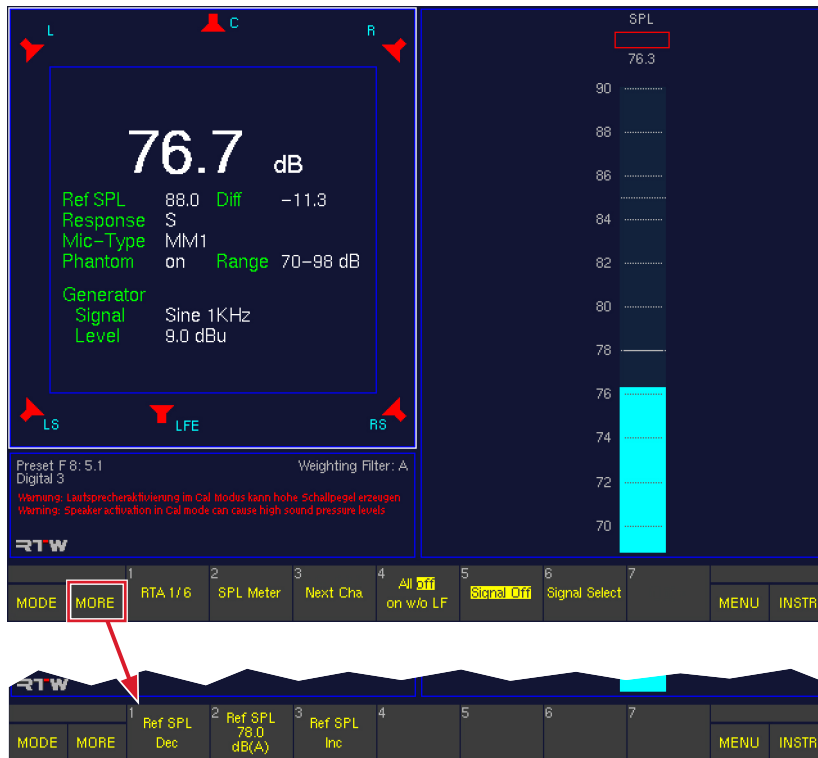 L
C
R
76.7 dB
Ref SPL 88.0 Diff -11.3
Response S
Mic-Type MM1
Phantom on Range 70-98 dB
Generator
Signal Sine 1KHz
Level 9.0 dBu
LS
LFE
RS
Preset F 8: 5.1 Weighting Filter: A
Digital 3
Warnung: Lautsprecheraktivierung im Cal Modus kann hohe Schallpegel erzeugen
Warning: Speaker activation in Cal mode can cause high sound pressure levels
RTW
SPL
76.3
90
88
86
84
82
80
78
76
74
72
70
MODE
MORE
1 RTA 1/6
2 SPL Meter
3 Next Cha
4 All off
on w/o LF
5 Signal Off
6 Signal Select
7
MENU
INSTR
RTW
MODE
MORE
1 Ref SPL
Dec
2 Ref SPL
78.0
dB(A)
3 Ref SPL
Inc
4
5
6
7
MENU
INSTR